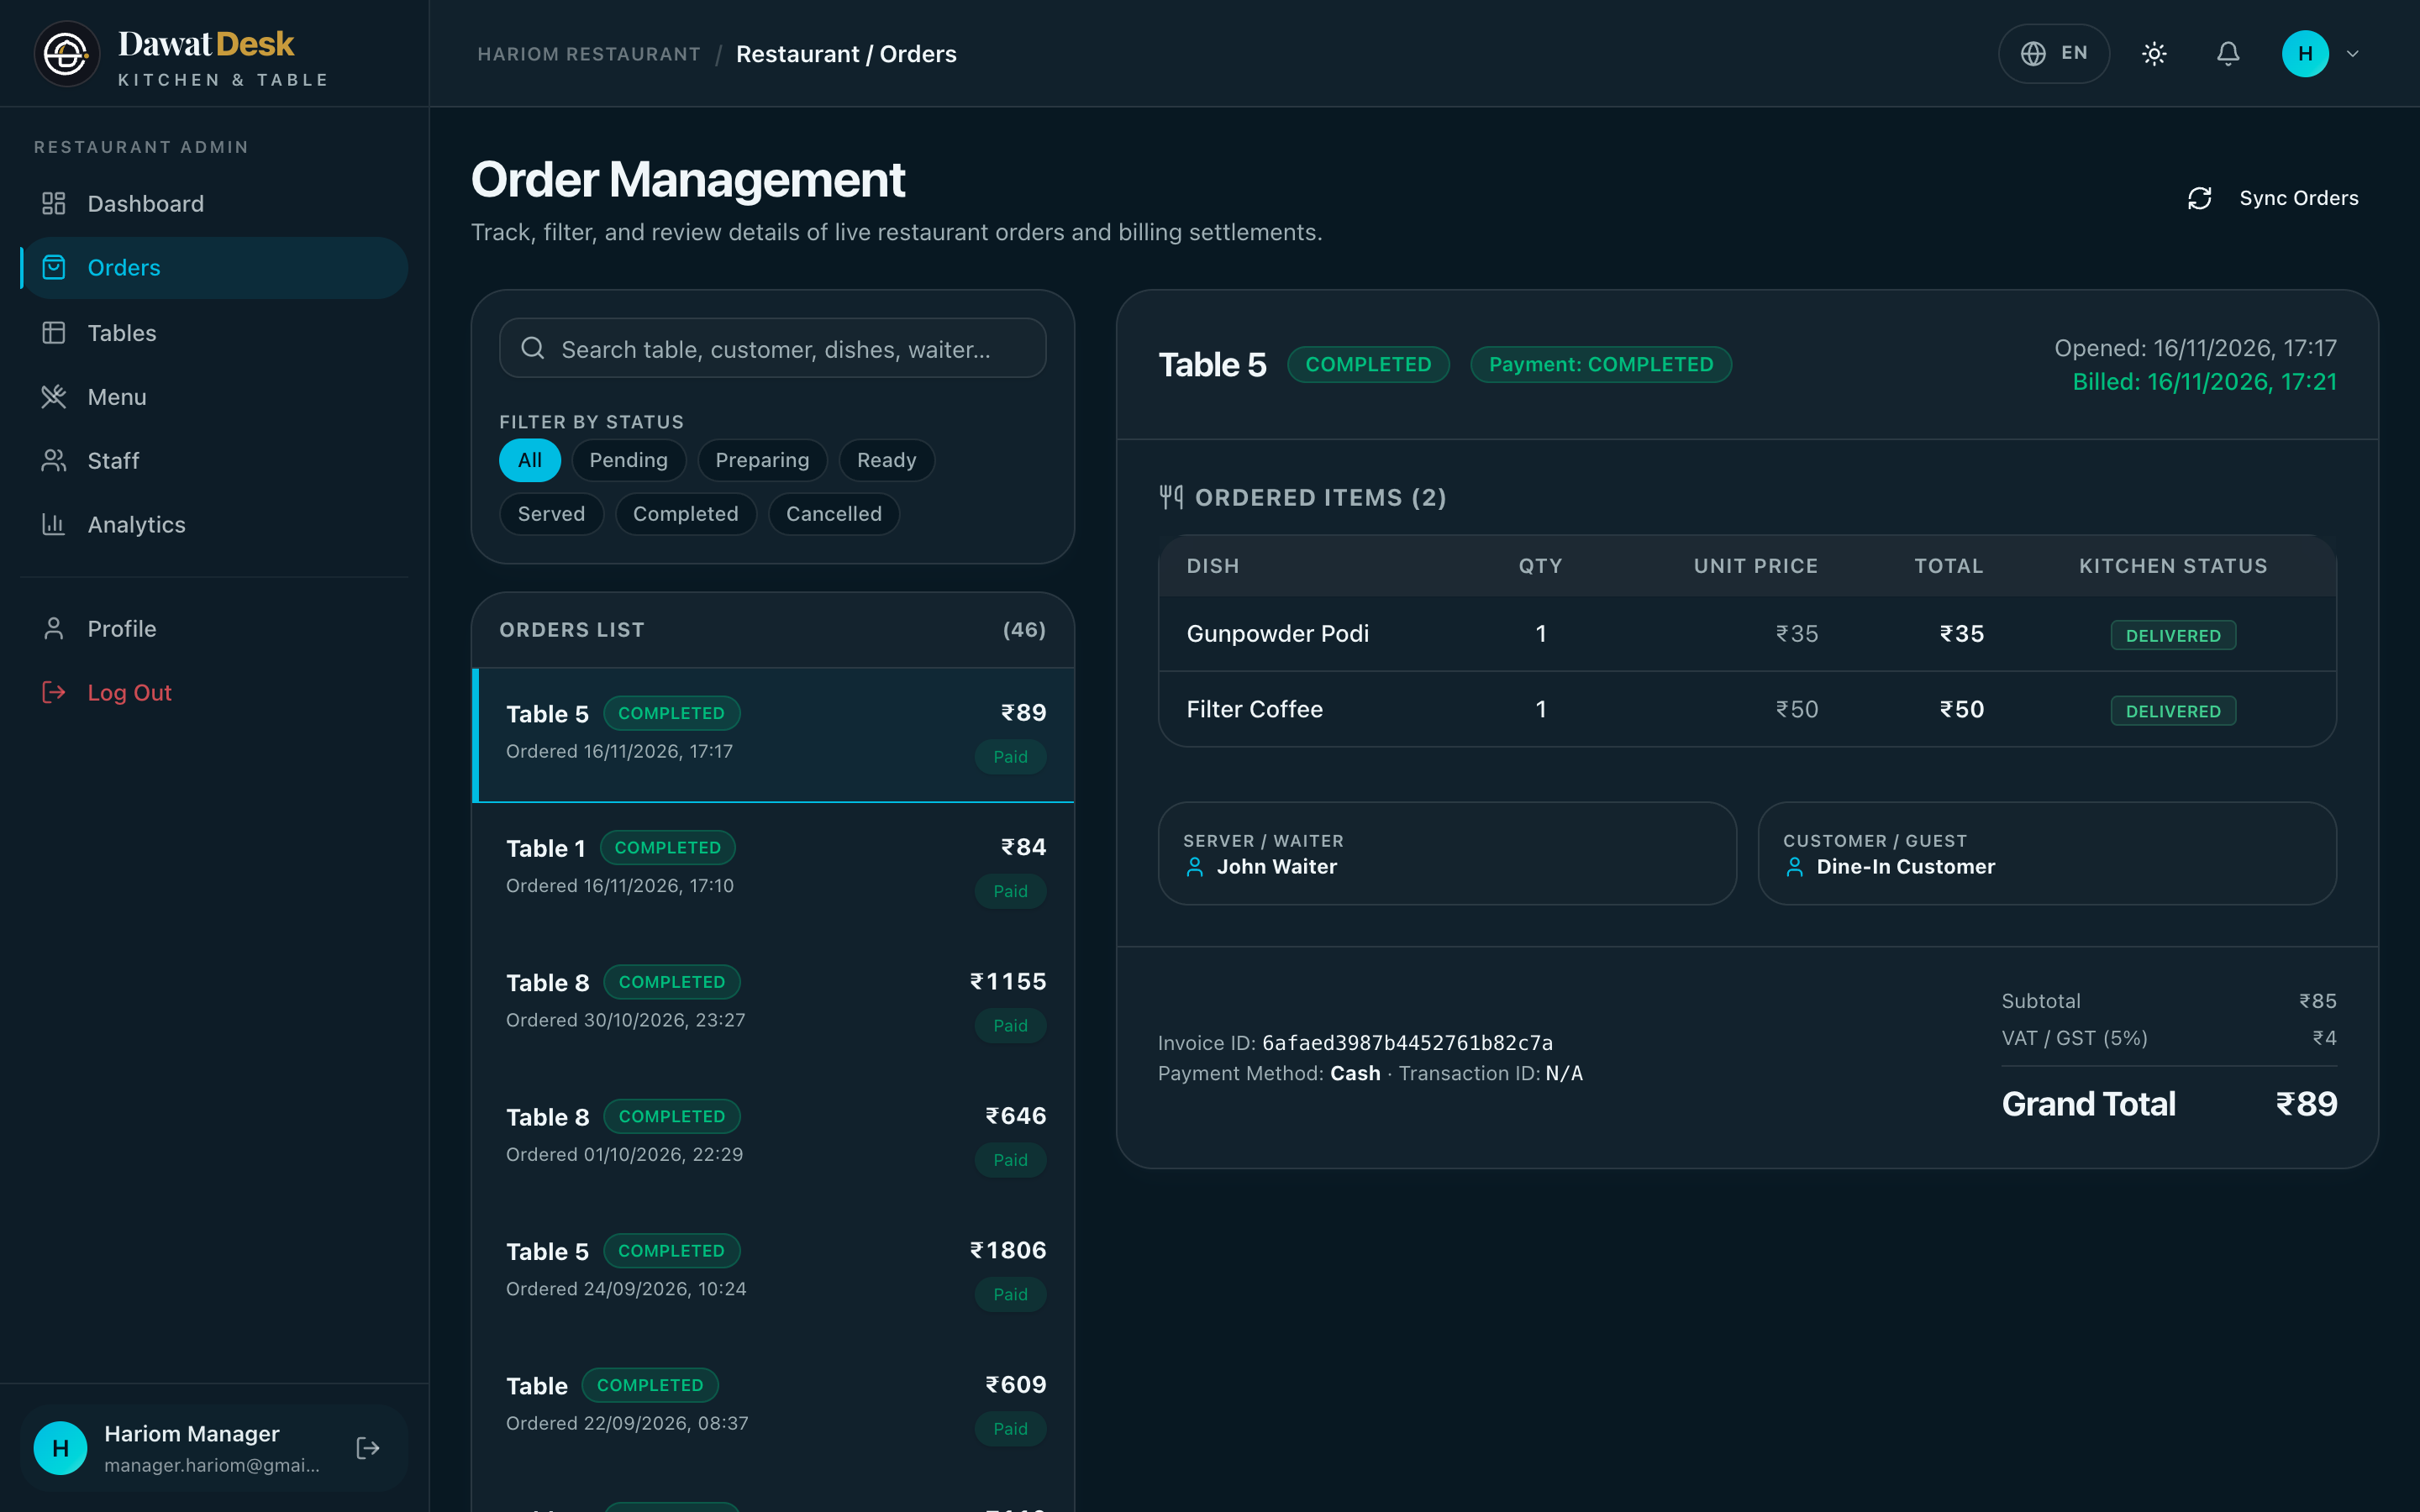 DawatDesk
KITCHEN & TABLE
HARIOM RESTAURANT / Restaurant / Orders
EN
H
RESTAURANT ADMIN
Dashboard
Orders
Tables
Menu
Staff
Analytics
Profile
Log Out
H
Hariom Manager
manager.hariom@gmai...
Order Management
Track, filter, and review details of live restaurant orders and billing settlements.
Sync Orders
Search table, customer, dishes, waiter...
FILTER BY STATUS
All Pending Preparing Ready
Served Completed Cancelled
ORDERS LIST (46)
Table 5 COMPLETED ₹89
Ordered 16/11/2026, 17:17 Paid
Table 1 COMPLETED ₹84
Ordered 16/11/2026, 17:10 Paid
Table 8 COMPLETED ₹1155
Ordered 30/10/2026, 23:27 Paid
Table 8 COMPLETED ₹646
Ordered 01/10/2026, 22:29 Paid
Table 5 COMPLETED ₹1806
Ordered 24/09/2026, 10:24 Paid
Table COMPLETED ₹609
Ordered 22/09/2026, 08:37 Paid
Table 5 COMPLETED Payment: COMPLETED
Opened: 16/11/2026, 17:17
Billed: 16/11/2026, 17:21
ORDERED ITEMS (2)
DISH QTY UNIT PRICE TOTAL KITCHEN STATUS
Gunpowder Podi 1 ₹35 ₹35 DELIVERED
Filter Coffee 1 ₹50 ₹50 DELIVERED
SERVER / WAITER
John Waiter
CUSTOMER / GUEST
Dine-In Customer
Invoice ID: 6afaed3987b4452761b82c7a
Payment Method: Cash · Transaction ID: N/A
Subtotal ₹85
VAT / GST (5%) ₹4
Grand Total ₹89